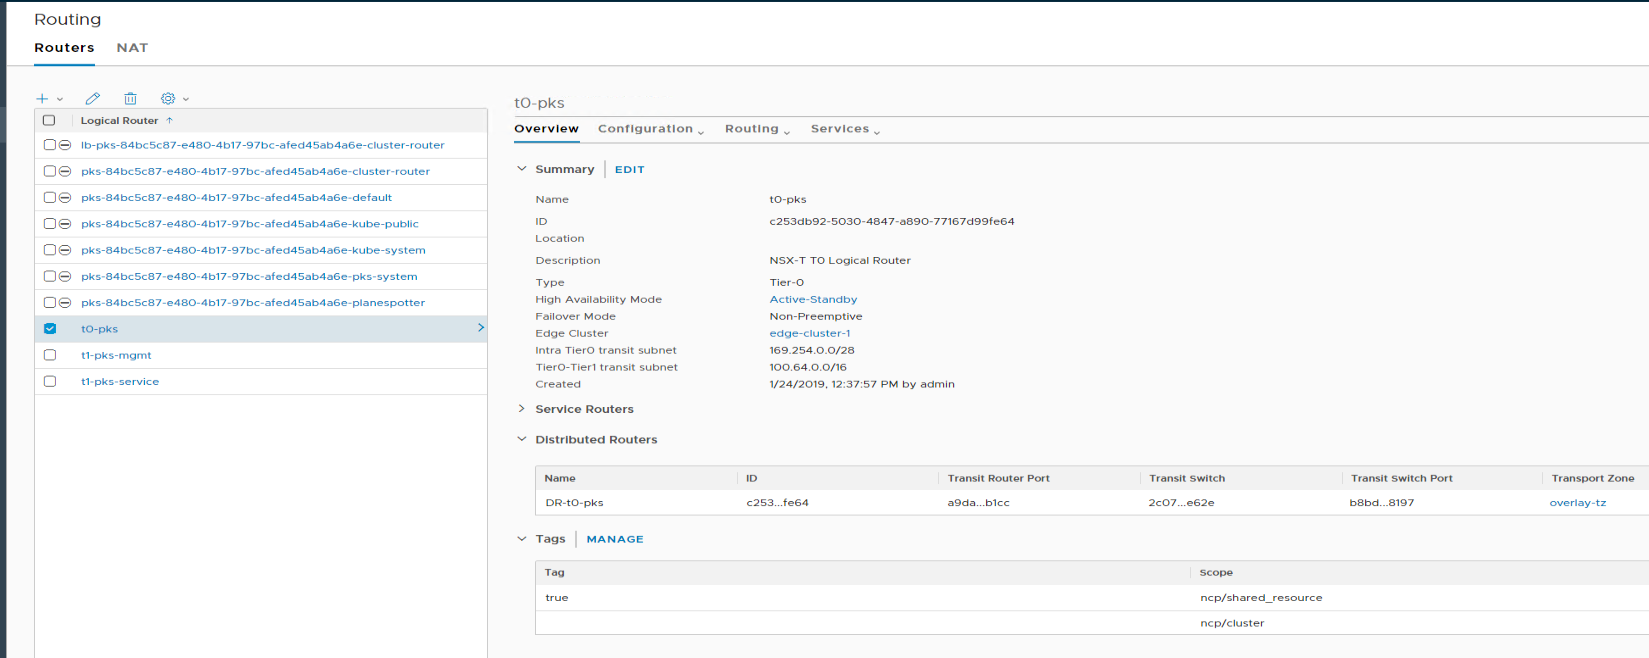 Routing
Routers NAT
Logical Router
lb-pks-84bc5c87-e480-4b17-97bc-afed45ab4a6e-cluster-router
pks-84bc5c87-e480-4b17-97bc-afed45ab4a6e-cluster-router
pks-84bc5c87-e480-4b17-97bc-afed45ab4a6e-default
pks-84bc5c87-e480-4b17-97bc-afed45ab4a6e-kube-public
pks-84bc5c87-e480-4b17-97bc-afed45ab4a6e-kube-system
pks-84bc5c87-e480-4b17-97bc-afed45ab4a6e-pks-system
pks-84bc5c87-e480-4b17-97bc-afed45ab4a6e-planespotter
t0-pks
t1-pks-mgmt
t1-pks-service
t0-pks
Overview Configuration Routing Services
Summary EDIT
Name t0-pks
ID c253db92-5030-4847-a890-77167d99fe64
Location
Description NSX-T T0 Logical Router
Type Tier-0
High Availability Mode Active-Standby
Failover Mode Non-Preemptive
Edge Cluster edge-cluster-1
Intra Tier0 transit subnet 169.254.0.0/28
Tier0-Tier1 transit subnet 100.64.0.0/16
Created 1/24/2019, 12:37:57 PM by admin
Service Routers
Distributed Routers
Name ID Transit Router Port Transit Switch Transit Switch Port Transport Zone
DR-t0-pks c253...fe64 a9da...b1cc 2c07...e62e b8bd...8197 overlay-tz
Tags MANAGE
Tag Scope
true ncp/shared_resource
ncp/cluster